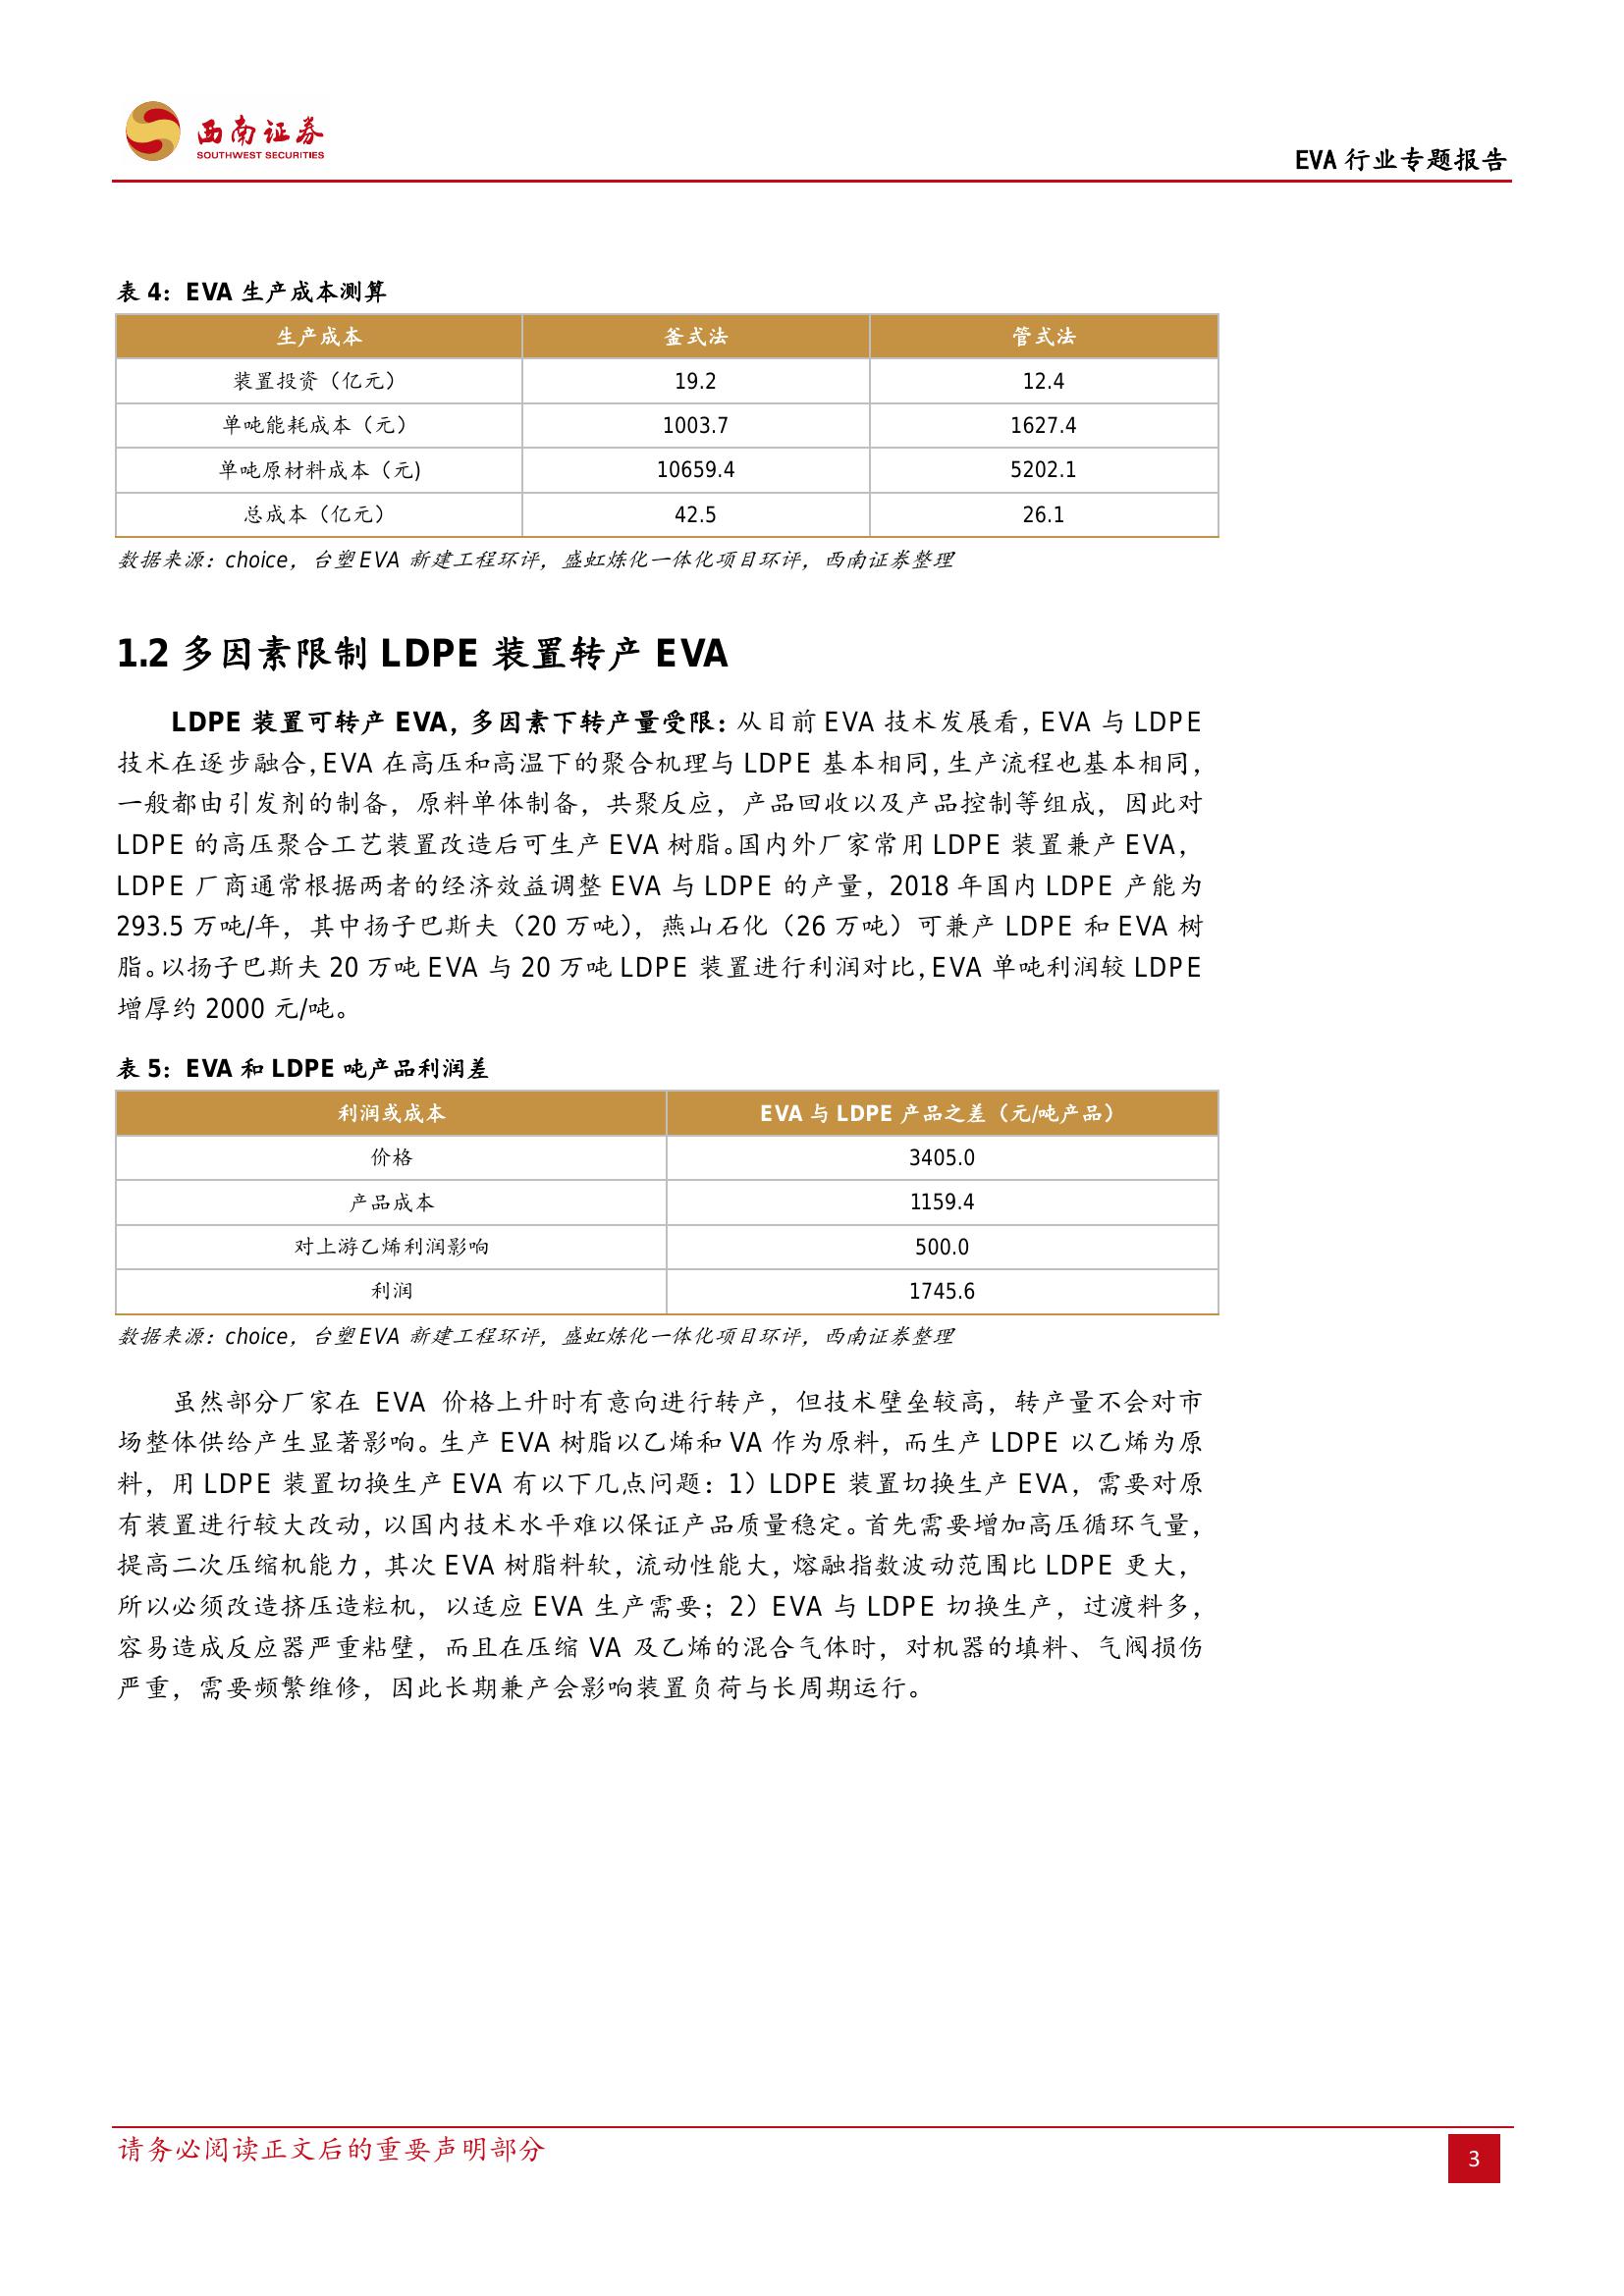 西南证券
SOUTHWEST SECURITIES
EVA 行业专题报告
表 4：EVA 生产成本测算
生产成本 釜式法 管式法
装置投资（亿元） 19.2 12.4
单吨能耗成本（元） 1003.7 1627.4
单吨原材料成本（元) 10659.4 5202.1
总成本（亿元） 42.5 26.1
数据来源：choice，台塑 EVA 新建工程环评，盛虹炼化一体化项目环评，西南证券整理
1.2 多因素限制 LDPE 装置转产 EVA
LDPE 装置可转产 EVA，多因素下转产量受限：从目前 EVA 技术发展看，EVA 与 LDPE
技术在逐步融合，EVA 在高压和高温下的聚合机理与 LDPE 基本相同，生产流程也基本相同，
一般都由引发剂的制备，原料单体制备，共聚反应，产品回收以及产品控制等组成，因此对
LDPE 的高压聚合工艺装置改造后可生产 EVA 树脂。国内外厂家常用 LDPE 装置兼产 EVA，
LDPE 厂商通常根据两者的经济效益调整 EVA 与 LDPE 的产量，2018 年国内 LDPE 产能为
293.5 万吨/年，其中扬子巴斯夫（20 万吨），燕山石化（26 万吨）可兼产 LDPE 和 EVA 树
脂。以扬子巴斯夫 20 万吨 EVA 与 20 万吨 LDPE 装置进行利润对比，EVA 单吨利润较 LDPE
增厚约 2000 元/吨。
表 5：EVA 和 LDPE 吨产品利润差
利润或成本 EVA 与 LDPE 产品之差（元/吨产品）
价格 3405.0
产品成本 1159.4
对上游乙烯利润影响 500.0
利润 1745.6
数据来源：choice，台塑 EVA 新建工程环评，盛虹炼化一体化项目环评，西南证券整理
虽然部分厂家在 EVA 价格上升时有意向进行转产，但技术壁垒较高，转产量不会对市
场整体供给产生显著影响。生产 EVA 树脂以乙烯和 VA 作为原料，而生产 LDPE 以乙烯为原
料，用 LDPE 装置切换生产 EVA 有以下几点问题：1）LDPE 装置切换生产 EVA，需要对原
有装置进行较大改动，以国内技术水平难以保证产品质量稳定。首先需要增加高压循环气量，
提高二次压缩机能力，其次 EVA 树脂料软，流动性能大，熔融指数波动范围比 LDPE 更大，
所以必须改造挤压造粒机，以适应 EVA 生产需要；2）EVA 与 LDPE 切换生产，过渡料多，
容易造成反应器严重粘壁，而且在压缩 VA 及乙烯的混合气体时，对机器的填料、气阀损伤
严重，需要频繁维修，因此长期兼产会影响装置负荷与长周期运行。
请务必阅读正文后的重要声明部分
3